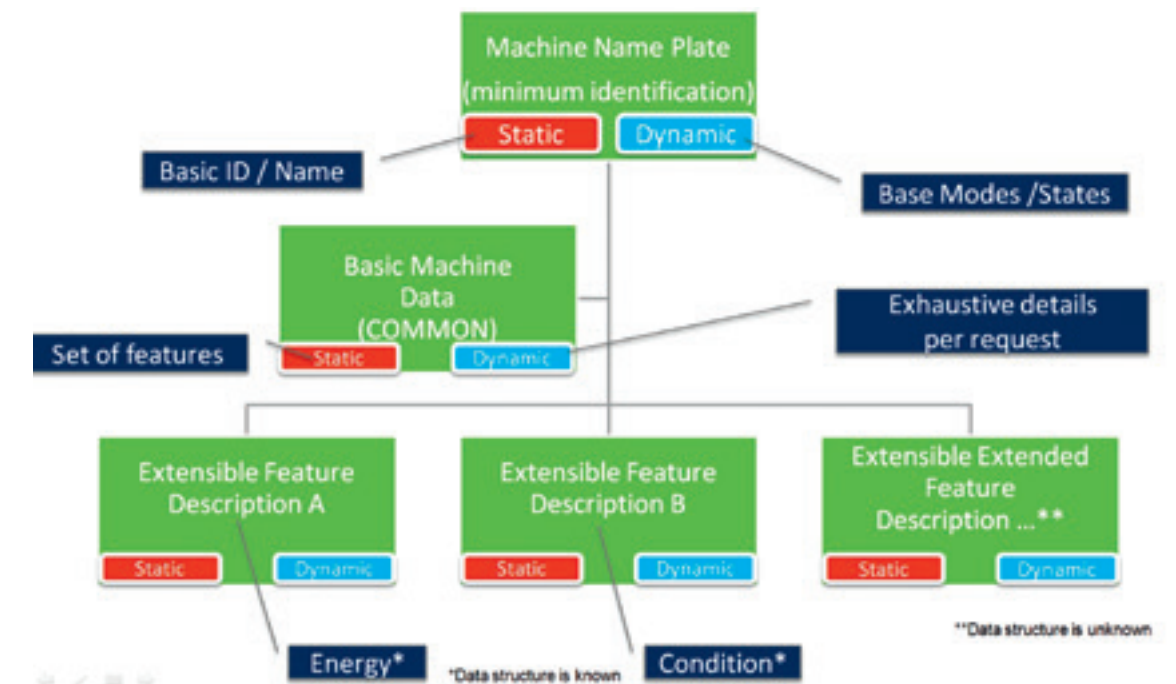 Machine Name Plate
(minimum identification)
Static
Dynamic
Basic ID / Name
Base Modes /States
Basic Machine
Data
(COMMON)
Static
Dynamic
Set of features
Exhaustive details
per request
Extensible Feature
Description A
Static
Dynamic
Extensible Feature
Description B
Static
Dynamic
Extensible Extended
Feature
Description ...**
Static
Dynamic
**Data structure is unknown
Energy*
*Data structure is known
Condition*